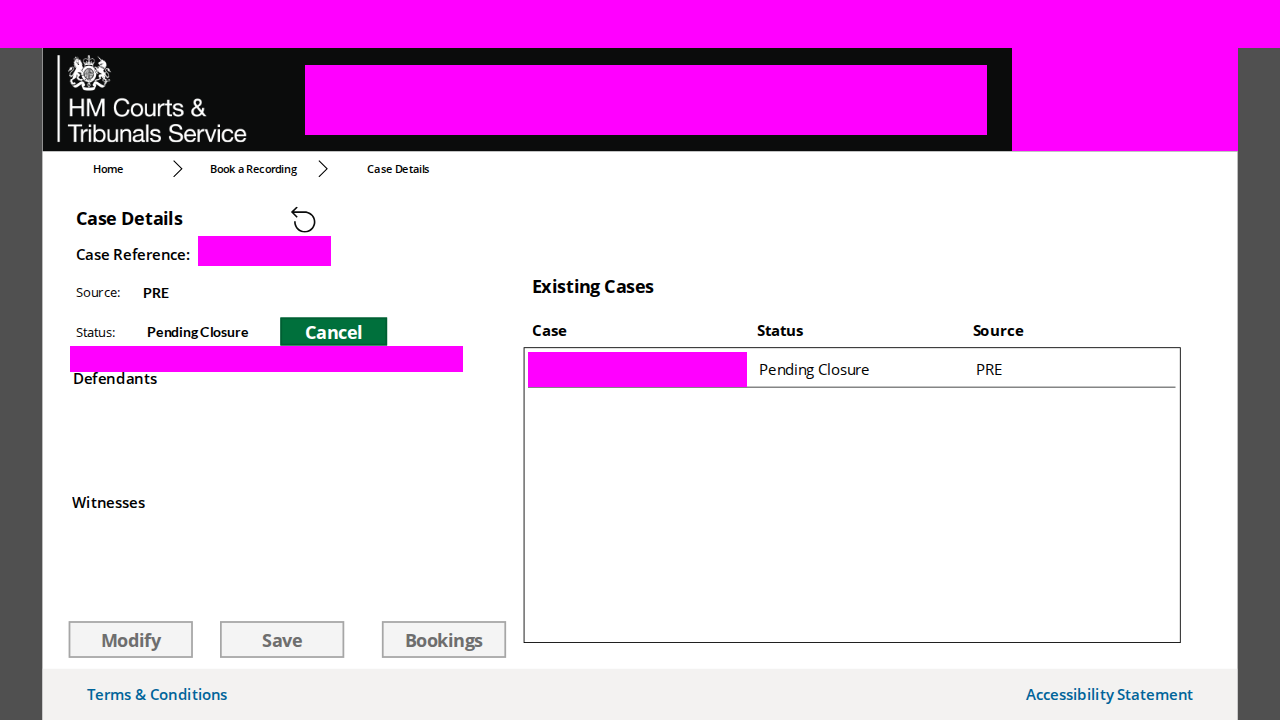 HM Courts &
Tribunals Service
Home
Book a Recording
Case Details
Case Details
Case Reference:
Source: PRE
Status: Pending Closure
Cancel
Defendants
Witnesses
Modify
Save
Bookings
Existing Cases
Case Status Source
Pending Closure PRE
Terms & Conditions
Accessibility Statement